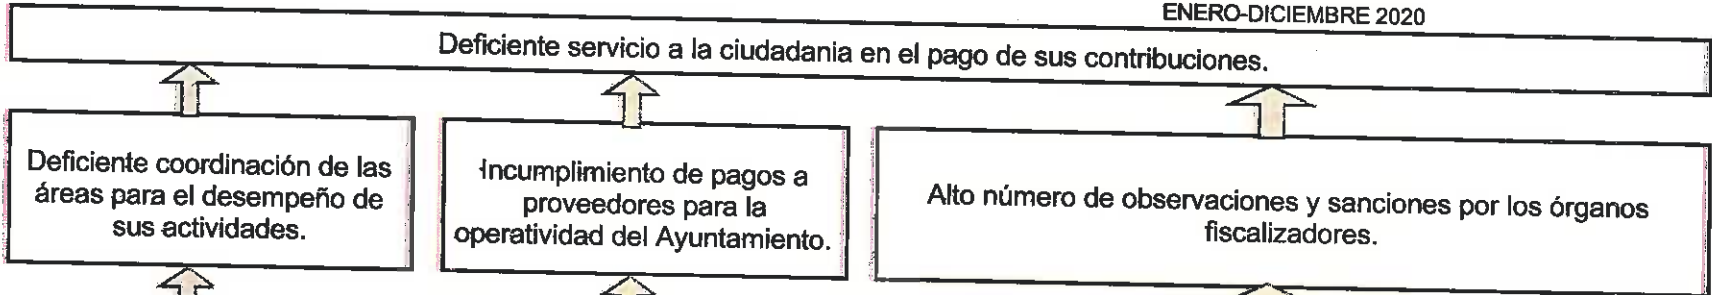 ENERO-DICIEMBRE 2020
Deficiente servicio a la ciudadania en el pago de sus contribuciones.
Deficiente coordinación de las
áreas para el desempeño de
sus actividades.
Incumplimiento de pagos a
proveedores para la
operatividad del Ayuntamiento.
Alto número de observaciones y sanciones por los órganos
fiscalizadores.